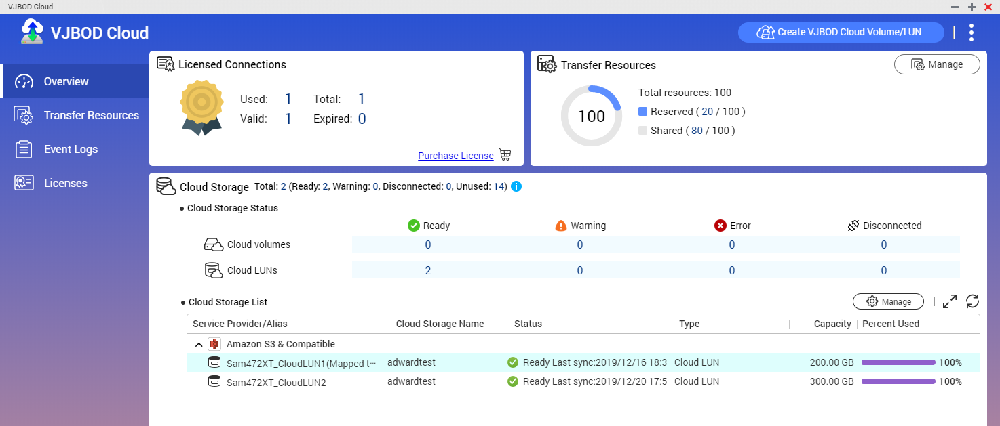 VJBOD Cloud
VJBOD Cloud
Create VJBOD Cloud Volume/LUN
Overview
Transfer Resources
Event Logs
Licenses
Licensed Connections
Used: 1 Total: 1
Valid: 1 Expired: 0
Purchase License
Transfer Resources
Manage
100
Total resources: 100
Reserved ( 20 / 100 )
Shared ( 80 / 100 )
Cloud Storage Total: 2 (Ready: 2, Warning: 0, Disconnected: 0, Unused: 14)
• Cloud Storage Status
Ready Warning Error Disconnected
Cloud volumes 0 0 0 0
Cloud LUNs 2 0 0 0
• Cloud Storage List
Manage
Service Provider/Alias Cloud Storage Name Status Type Capacity Percent Used
Amazon S3 & Compatible
Sam472XT_CloudLUN1(Mapped t··· adwardtest Ready Last sync:2019/12/16 18:3 Cloud LUN 200.00 GB 100%
Sam472XT_CloudLUN2 adwardtest Ready Last sync:2019/12/20 17:5 Cloud LUN 300.00 GB 100%